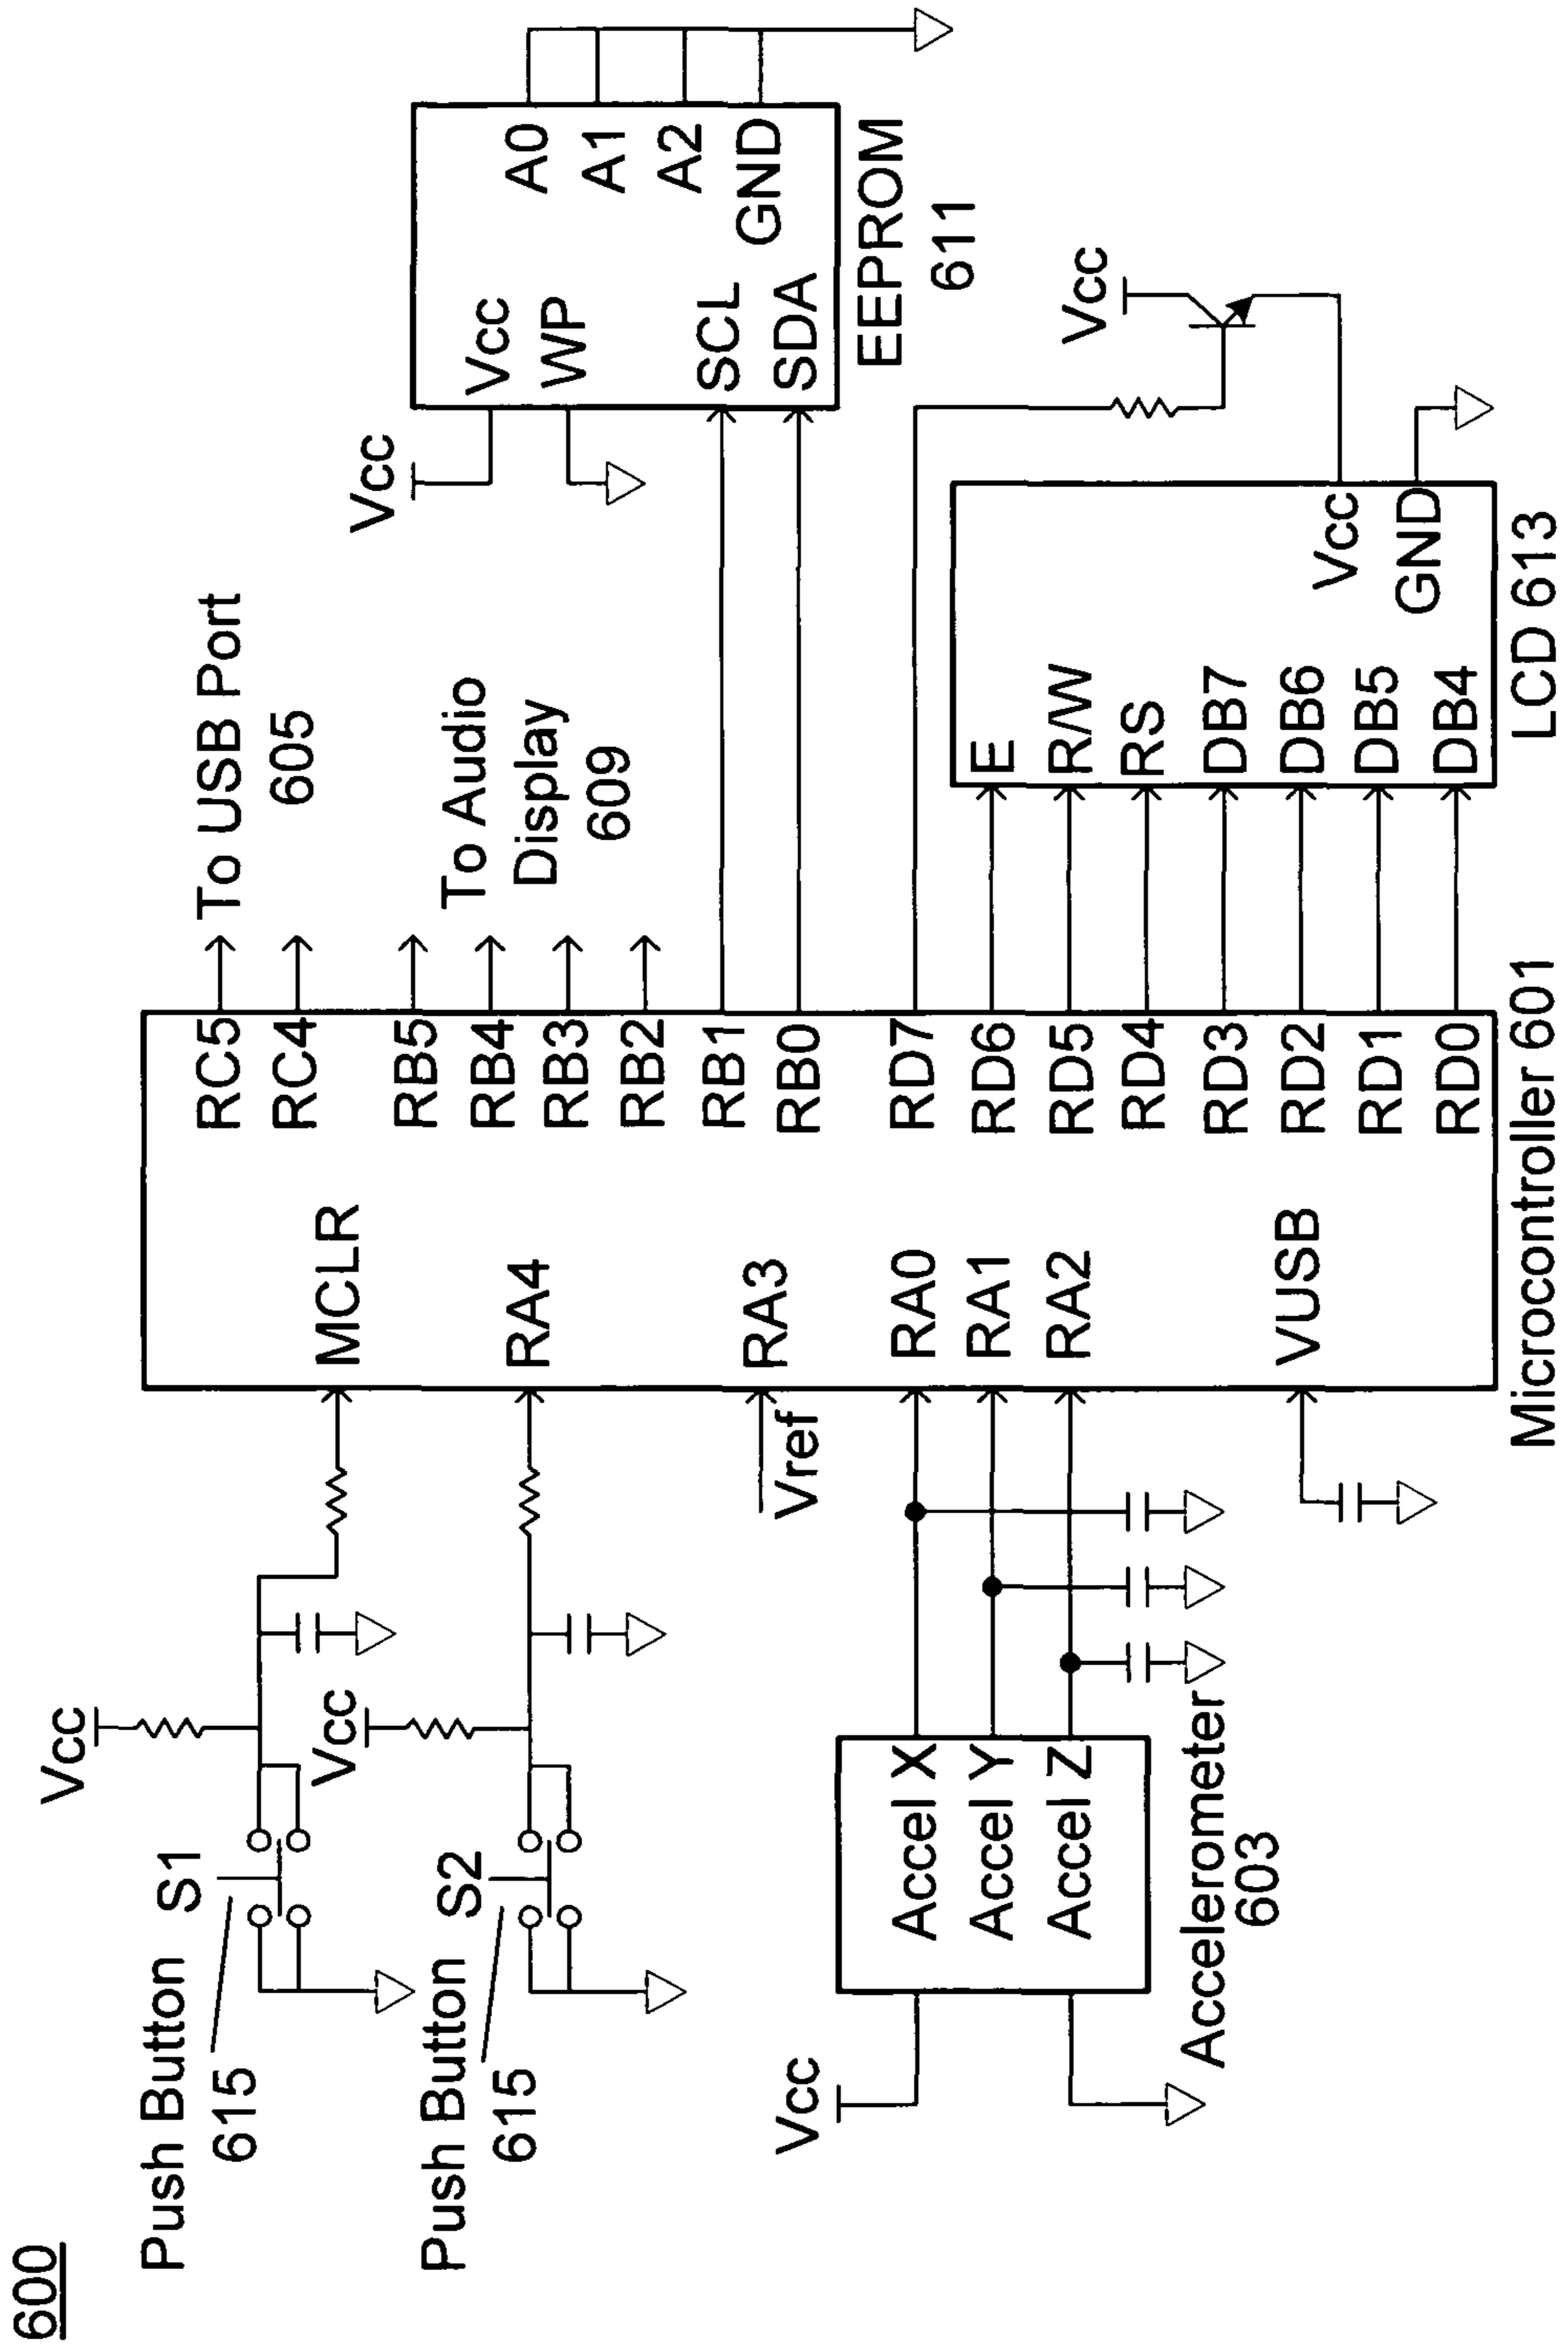 600
Push Button S1
615
Vcc
Push Button S2
615
Vcc
Vcc
Accel X
Accel Y
Accel Z
Accelerometer
603
Vref
MCLR
RA4
RA3
RA0
RA1
RA2
VUSB
RC5
RC4
RB5
RB4
RB3
RB2
RB1
RB0
RD7
RD6
RD5
RD4
RD3
RD2
RD1
RD0
Microcontroller 601
To USB Port
605
To Audio
Display
609
Vcc
Vcc
WP
SCL
SDA
A0
A1
A2
GND
EEPROM
611
Vcc
E
R/W
RS
DB7
DB6
DB5
DB4
Vcc
GND
LCD 613